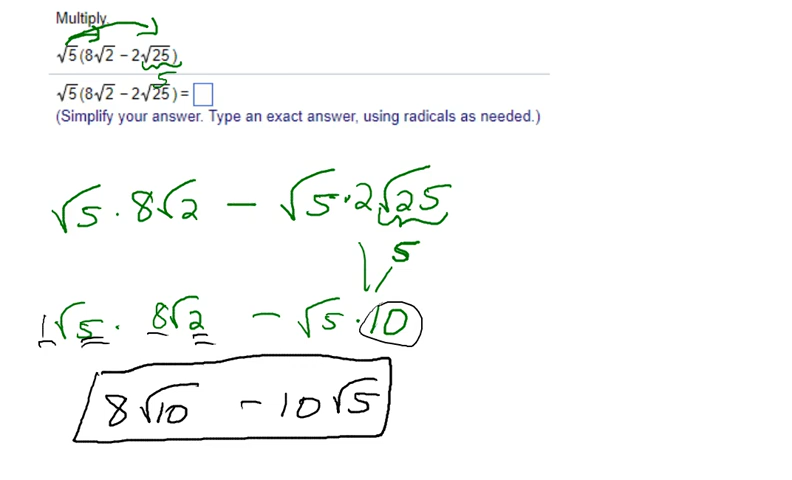 Multiply.
√5(8√2 − 2√25)
5
√5(8√2 − 2√25) =
(Simplify your answer. Type an exact answer, using radicals as needed.)
√5 · 8√2 − √5 · 2√25
5
1√5 · 8√2 − √5 · 10
8√10 − 10√5